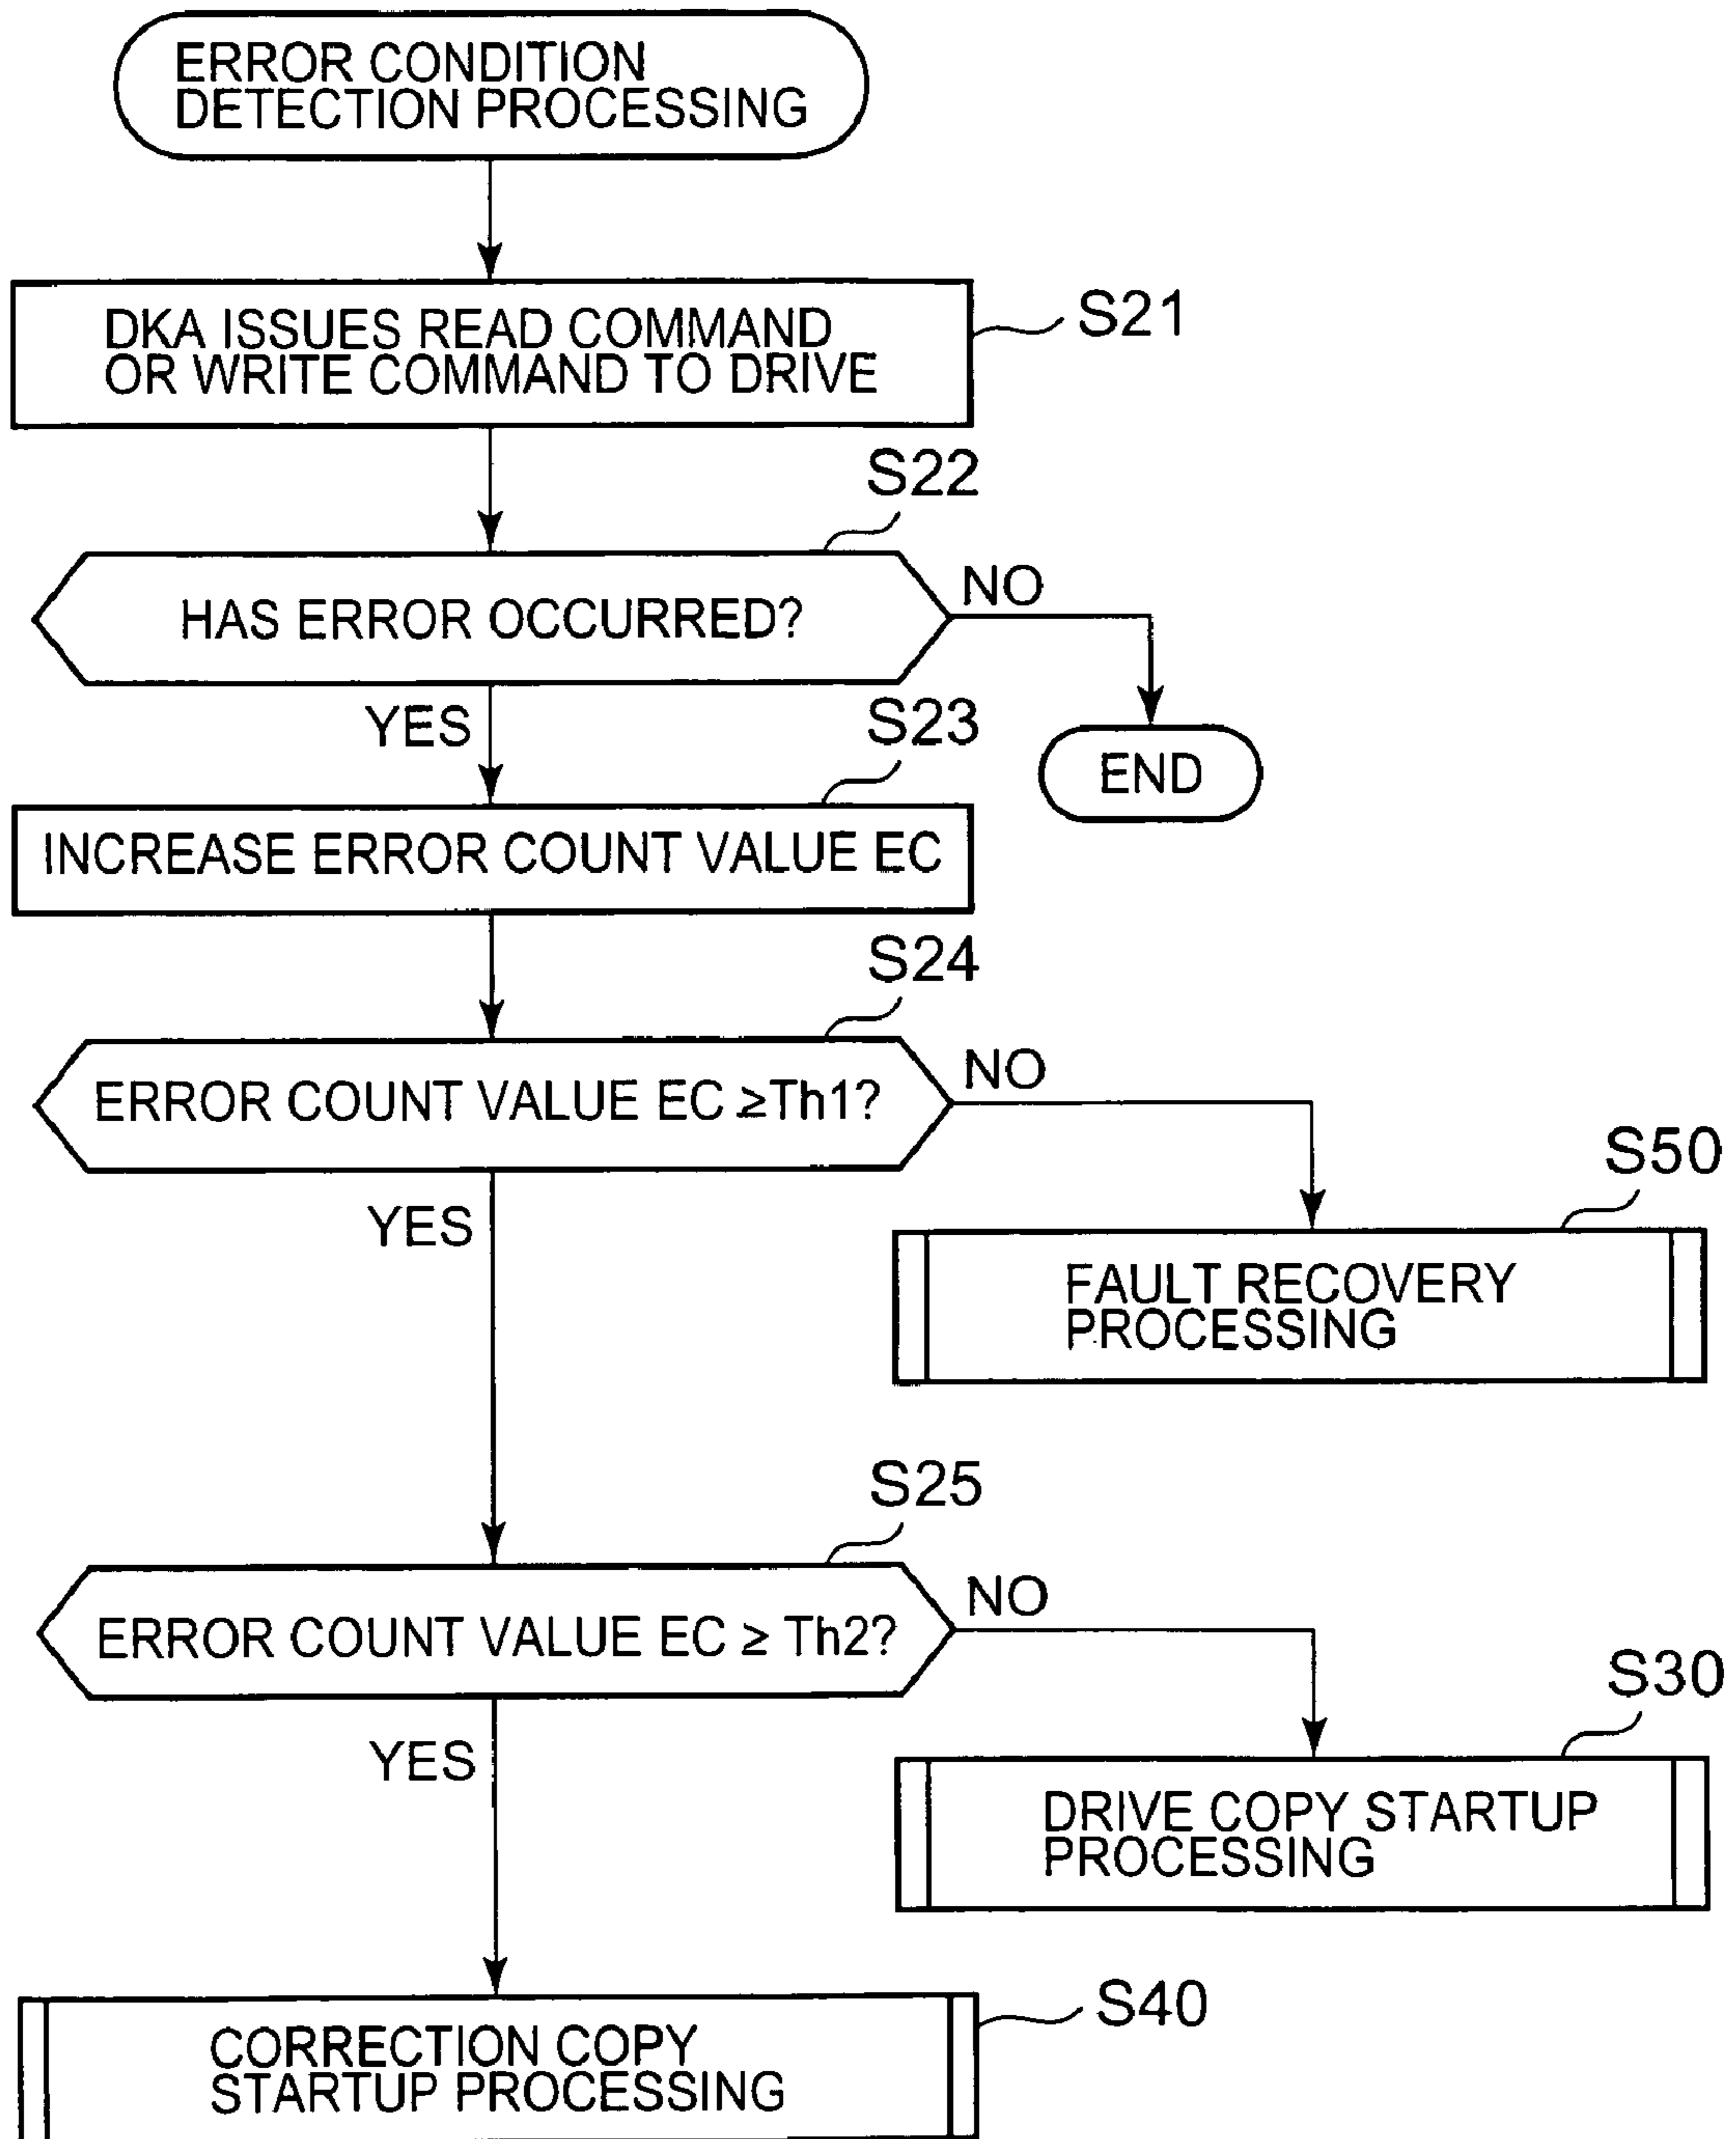 ERROR CONDITION
DETECTION PROCESSING
DKA ISSUES READ COMMAND
OR WRITE COMMAND TO DRIVE
S21
S22
HAS ERROR OCCURRED?
NO
YES
END
S23
INCREASE ERROR COUNT VALUE EC
S24
ERROR COUNT VALUE EC ≥Th1?
NO
YES
S50
FAULT RECOVERY
PROCESSING
S25
ERROR COUNT VALUE EC ≥ Th2?
NO
YES
S30
DRIVE COPY STARTUP
PROCESSING
S40
CORRECTION COPY
STARTUP PROCESSING